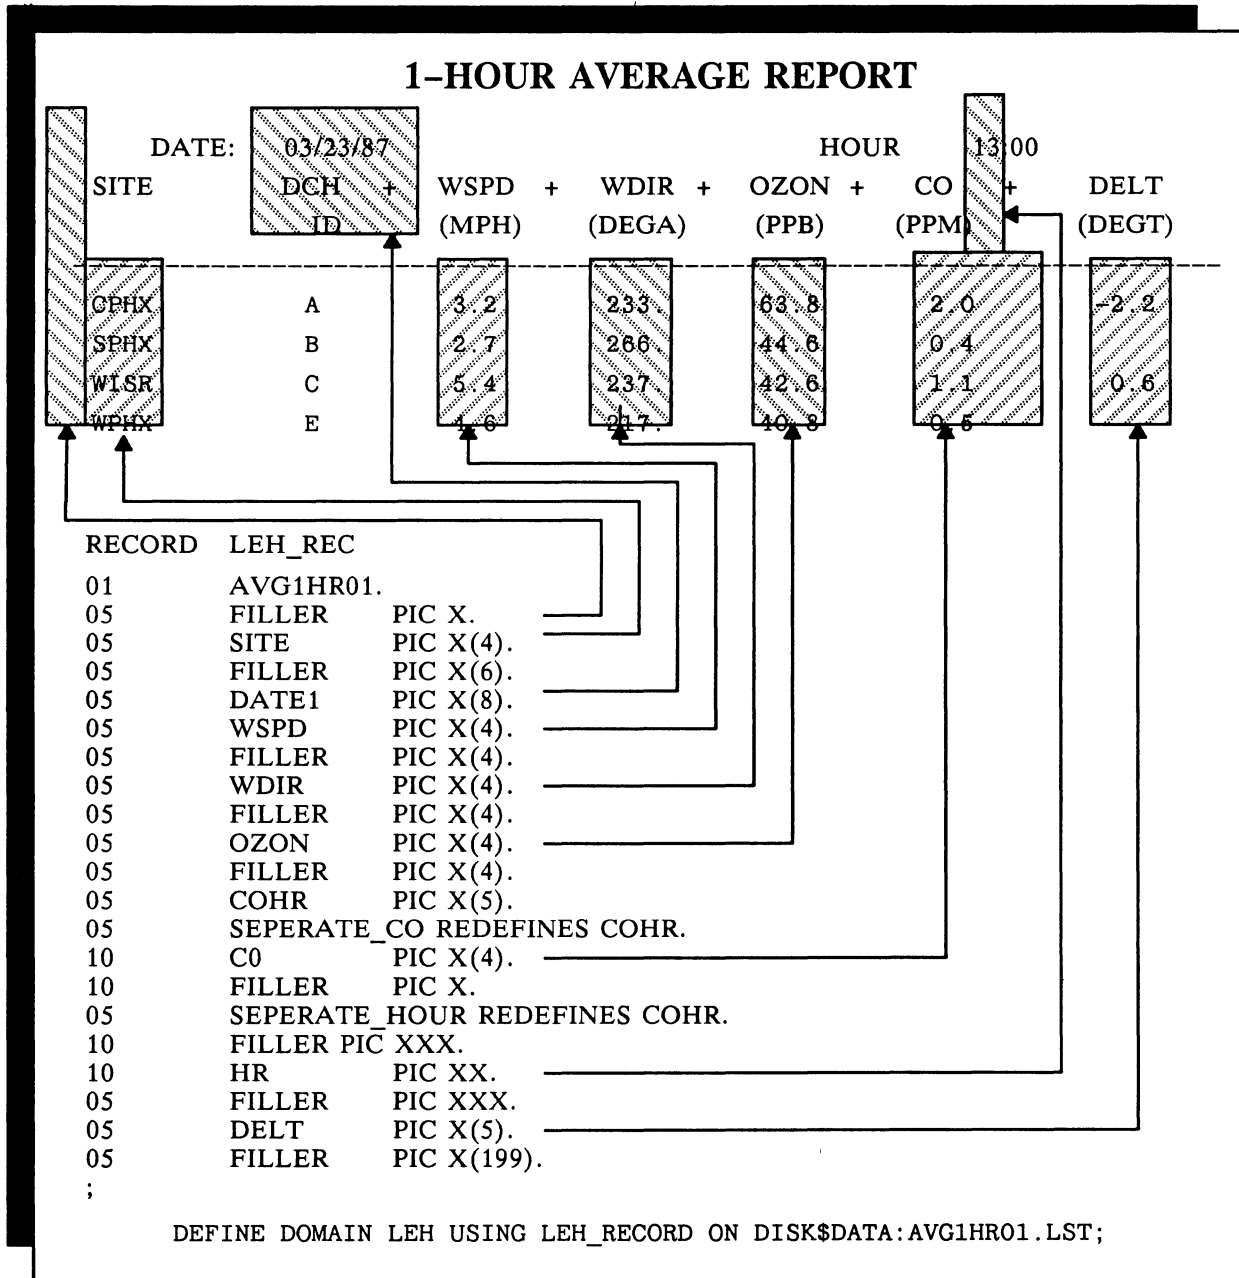 1-HOUR AVERAGE REPORT
DATE: 03/23/87 HOUR 13:00
SITE DCH + WSPD + WDIR + OZON + CO + DELT
ID (MPH) (DEGA) (PPB) (PPM) (DEGT)
CPHX A 3.2 233. 63.8 2.0 -2.2
SPHX B 2.7 266 44.6 0.4
WISR C 5.4 237 42.6 1.1 0.6
WPHX E 4.6 217. 40.8 0.5
RECORD LEH_REC
01 AVG1HR01.
05 FILLER PIC X.
05 SITE PIC X(4).
05 FILLER PIC X(6).
05 DATE1 PIC X(8).
05 WSPD PIC X(4).
05 FILLER PIC X(4).
05 WDIR PIC X(4).
05 FILLER PIC X(4).
05 OZON PIC X(4).
05 FILLER PIC X(4).
05 COHR PIC X(5).
05 SEPERATE_CO REDEFINES COHR.
10 C0 PIC X(4).
10 FILLER PIC X.
05 SEPERATE_HOUR REDEFINES COHR.
10 FILLER PIC XXX.
10 HR PIC XX.
05 FILLER PIC XXX.
05 DELT PIC X(5).
05 FILLER PIC X(199).
;
DEFINE DOMAIN LEH USING LEH_RECORD ON DISK$DATA:AVG1HR01.LST;